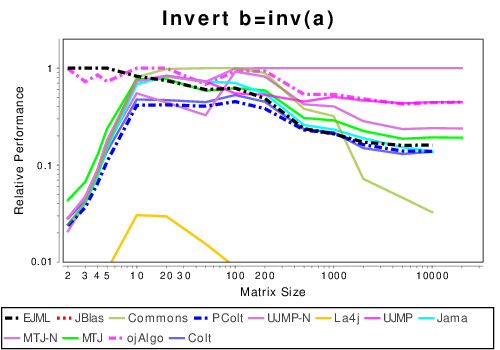 Invert b=inv(a)
Relative Performance
1
0.1
0.01
2 3 4 5 10 20 30 100 200 1000 10000
Matrix Size
EJML JBlas Commons PColt UJMP-N La4j UJMP Jama
MTJ-N MTJ ojAlgo Colt